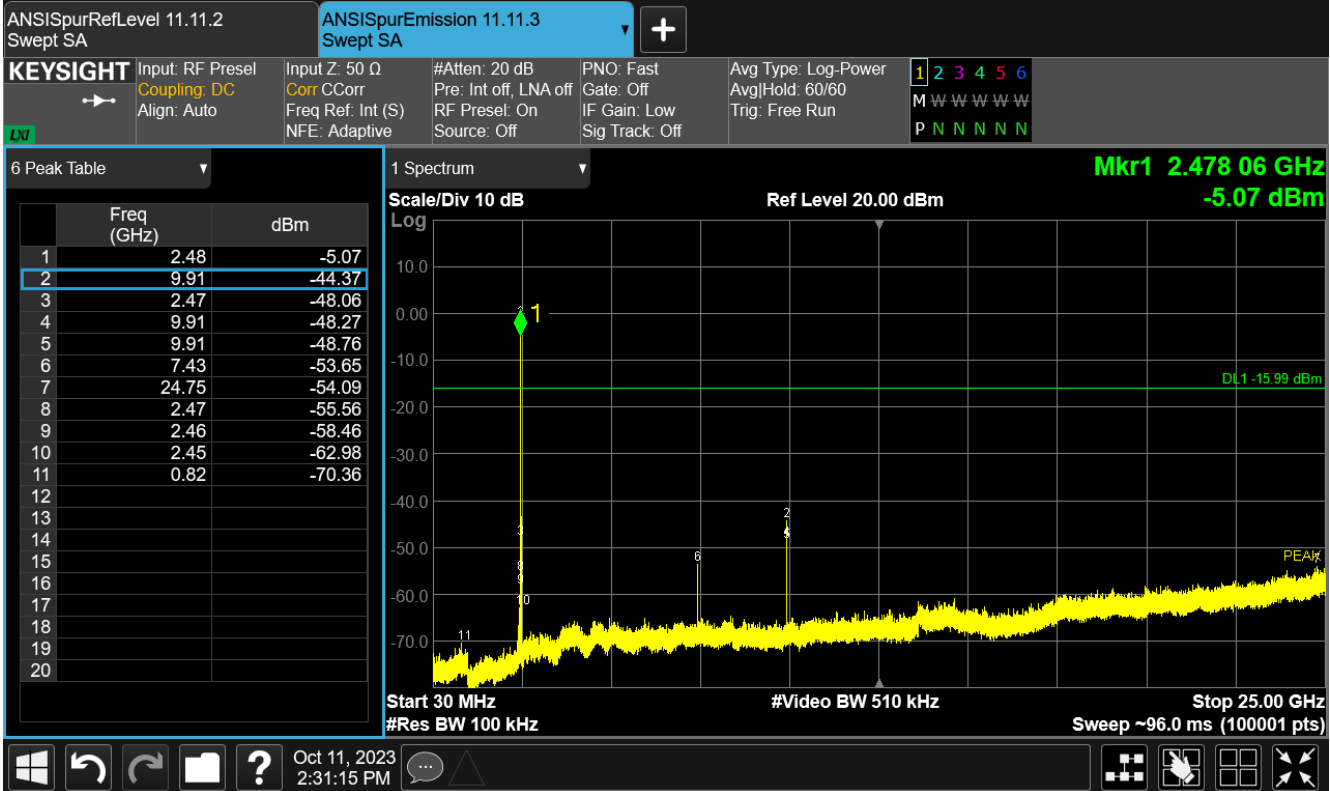 ANSISpurRefLevel 11.11.2
Swept SA
ANSISpurEmission 11.11.3
Swept SA
KEYSIGHT
LXI
Input: RF Presel
Coupling: DC
Align: Auto
Input Z: 50 Ω
Corr CCorr
Freq Ref: Int (S)
NFE: Adaptive
#Atten: 20 dB
Pre: Int off, LNA off
RF Presel: On
Source: Off
PNO: Fast
Gate: Off
IF Gain: Low
Sig Track: Off
Avg Type: Log-Power
Avg|Hold: 60/60
Trig: Free Run
1 2 3 4 5 6
M W W W W W
P N N N N N
6 Peak Table
Freq (GHz) dBm
1 2.48 -5.07
2 9.91 -44.37
3 2.47 -48.06
4 9.91 -48.27
5 9.91 -48.76
6 7.43 -53.65
7 24.75 -54.09
8 2.47 -55.56
9 2.46 -58.46
10 2.45 -62.98
11 0.82 -70.36
12
13
14
15
16
17
18
19
20
1 Spectrum
Mkr1 2.478 06 GHz
-5.07 dBm
Scale/Div 10 dB
Ref Level 20.00 dBm
Log
10.0
0.00
-10.0
-20.0
-30.0
-40.0
-50.0
-60.0
-70.0
1
DL1 -15.99 dBm
2
3
6
PEAK
8
9
10
11
Start 30 MHz
#Video BW 510 kHz
Stop 25.00 GHz
#Res BW 100 kHz
Sweep ~96.0 ms (100001 pts)
?
Oct 11, 2023
2:31:15 PM